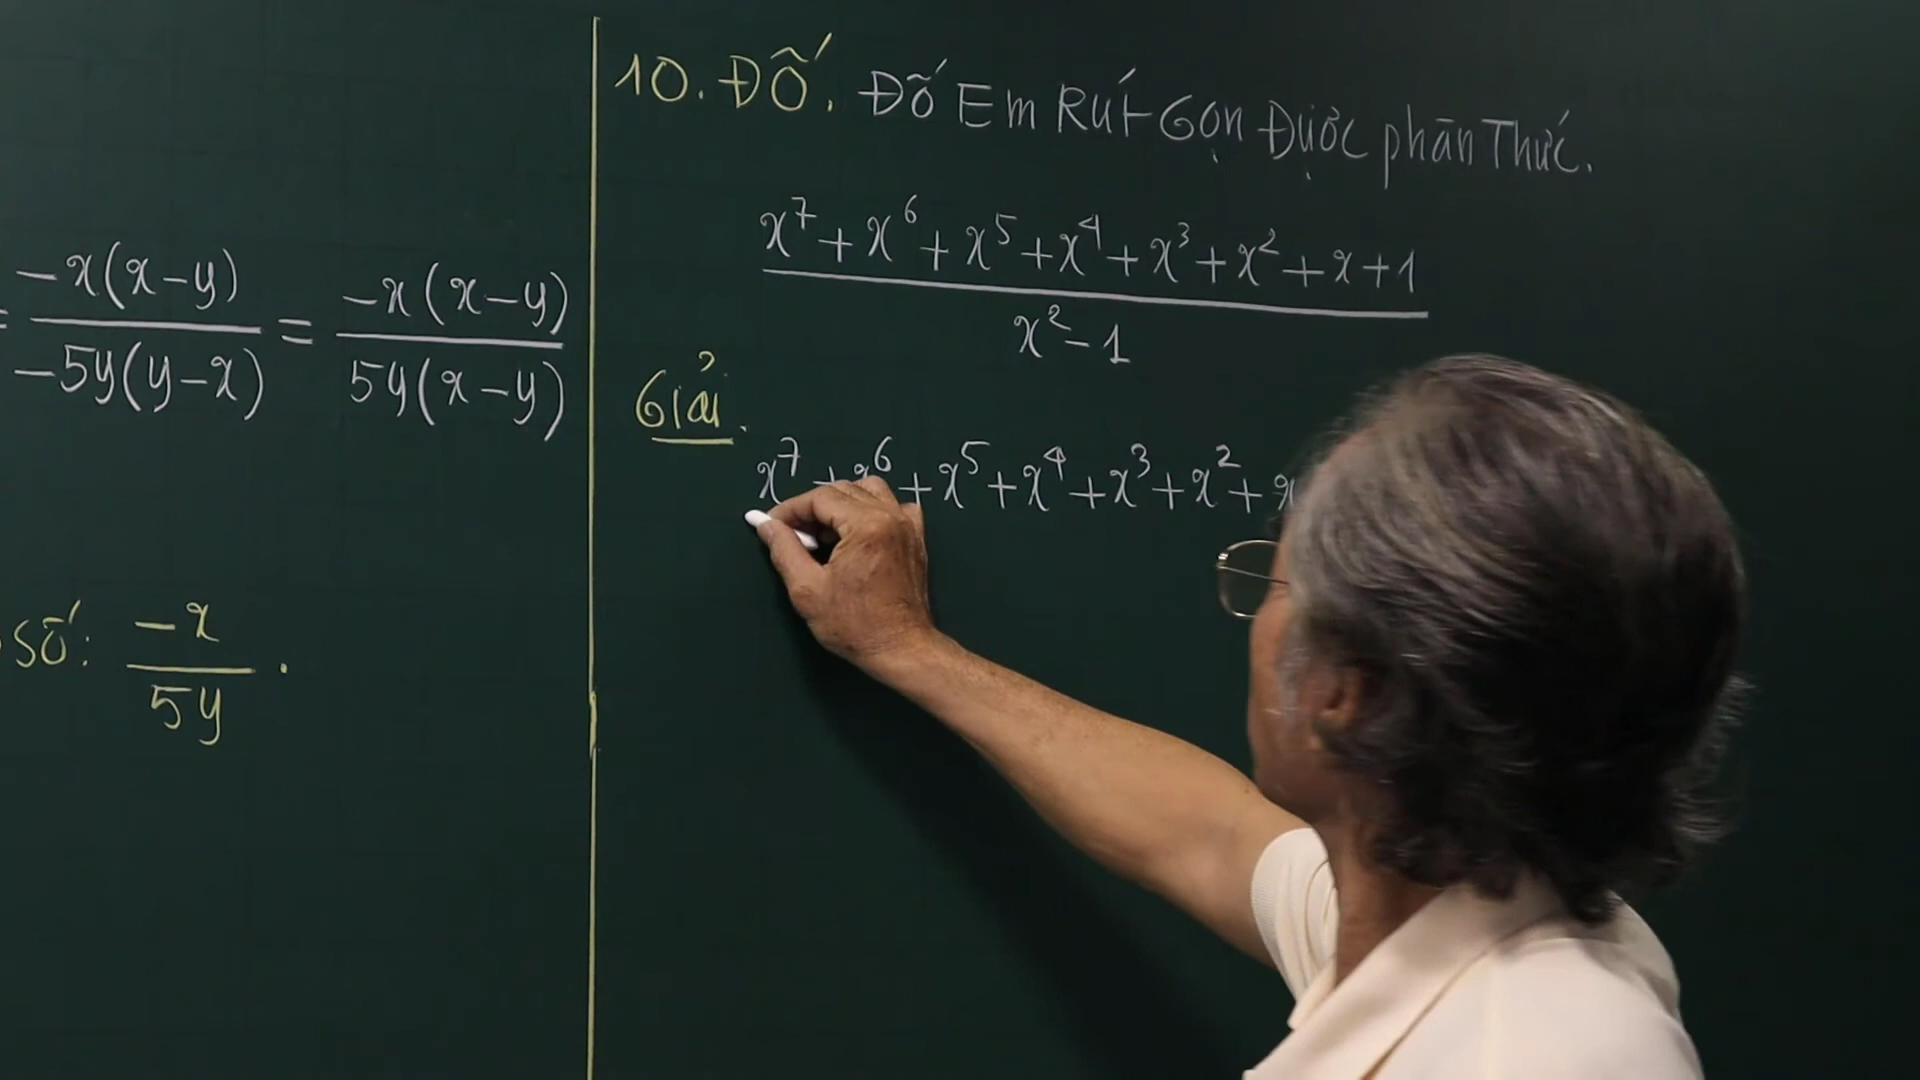 = -x(x-y) / -5y(y-x) = -x(x-y) / 5y(x-y)
số: -x / 5y .
10. ĐỐ. Đố Em Rút Gọn Được phân Thức.
x⁷+x⁶+x⁵+x⁴+x³+x²+x+1
x²-1
Giải.
x⁷+x⁶+x⁵+x⁴+x³+x²+x